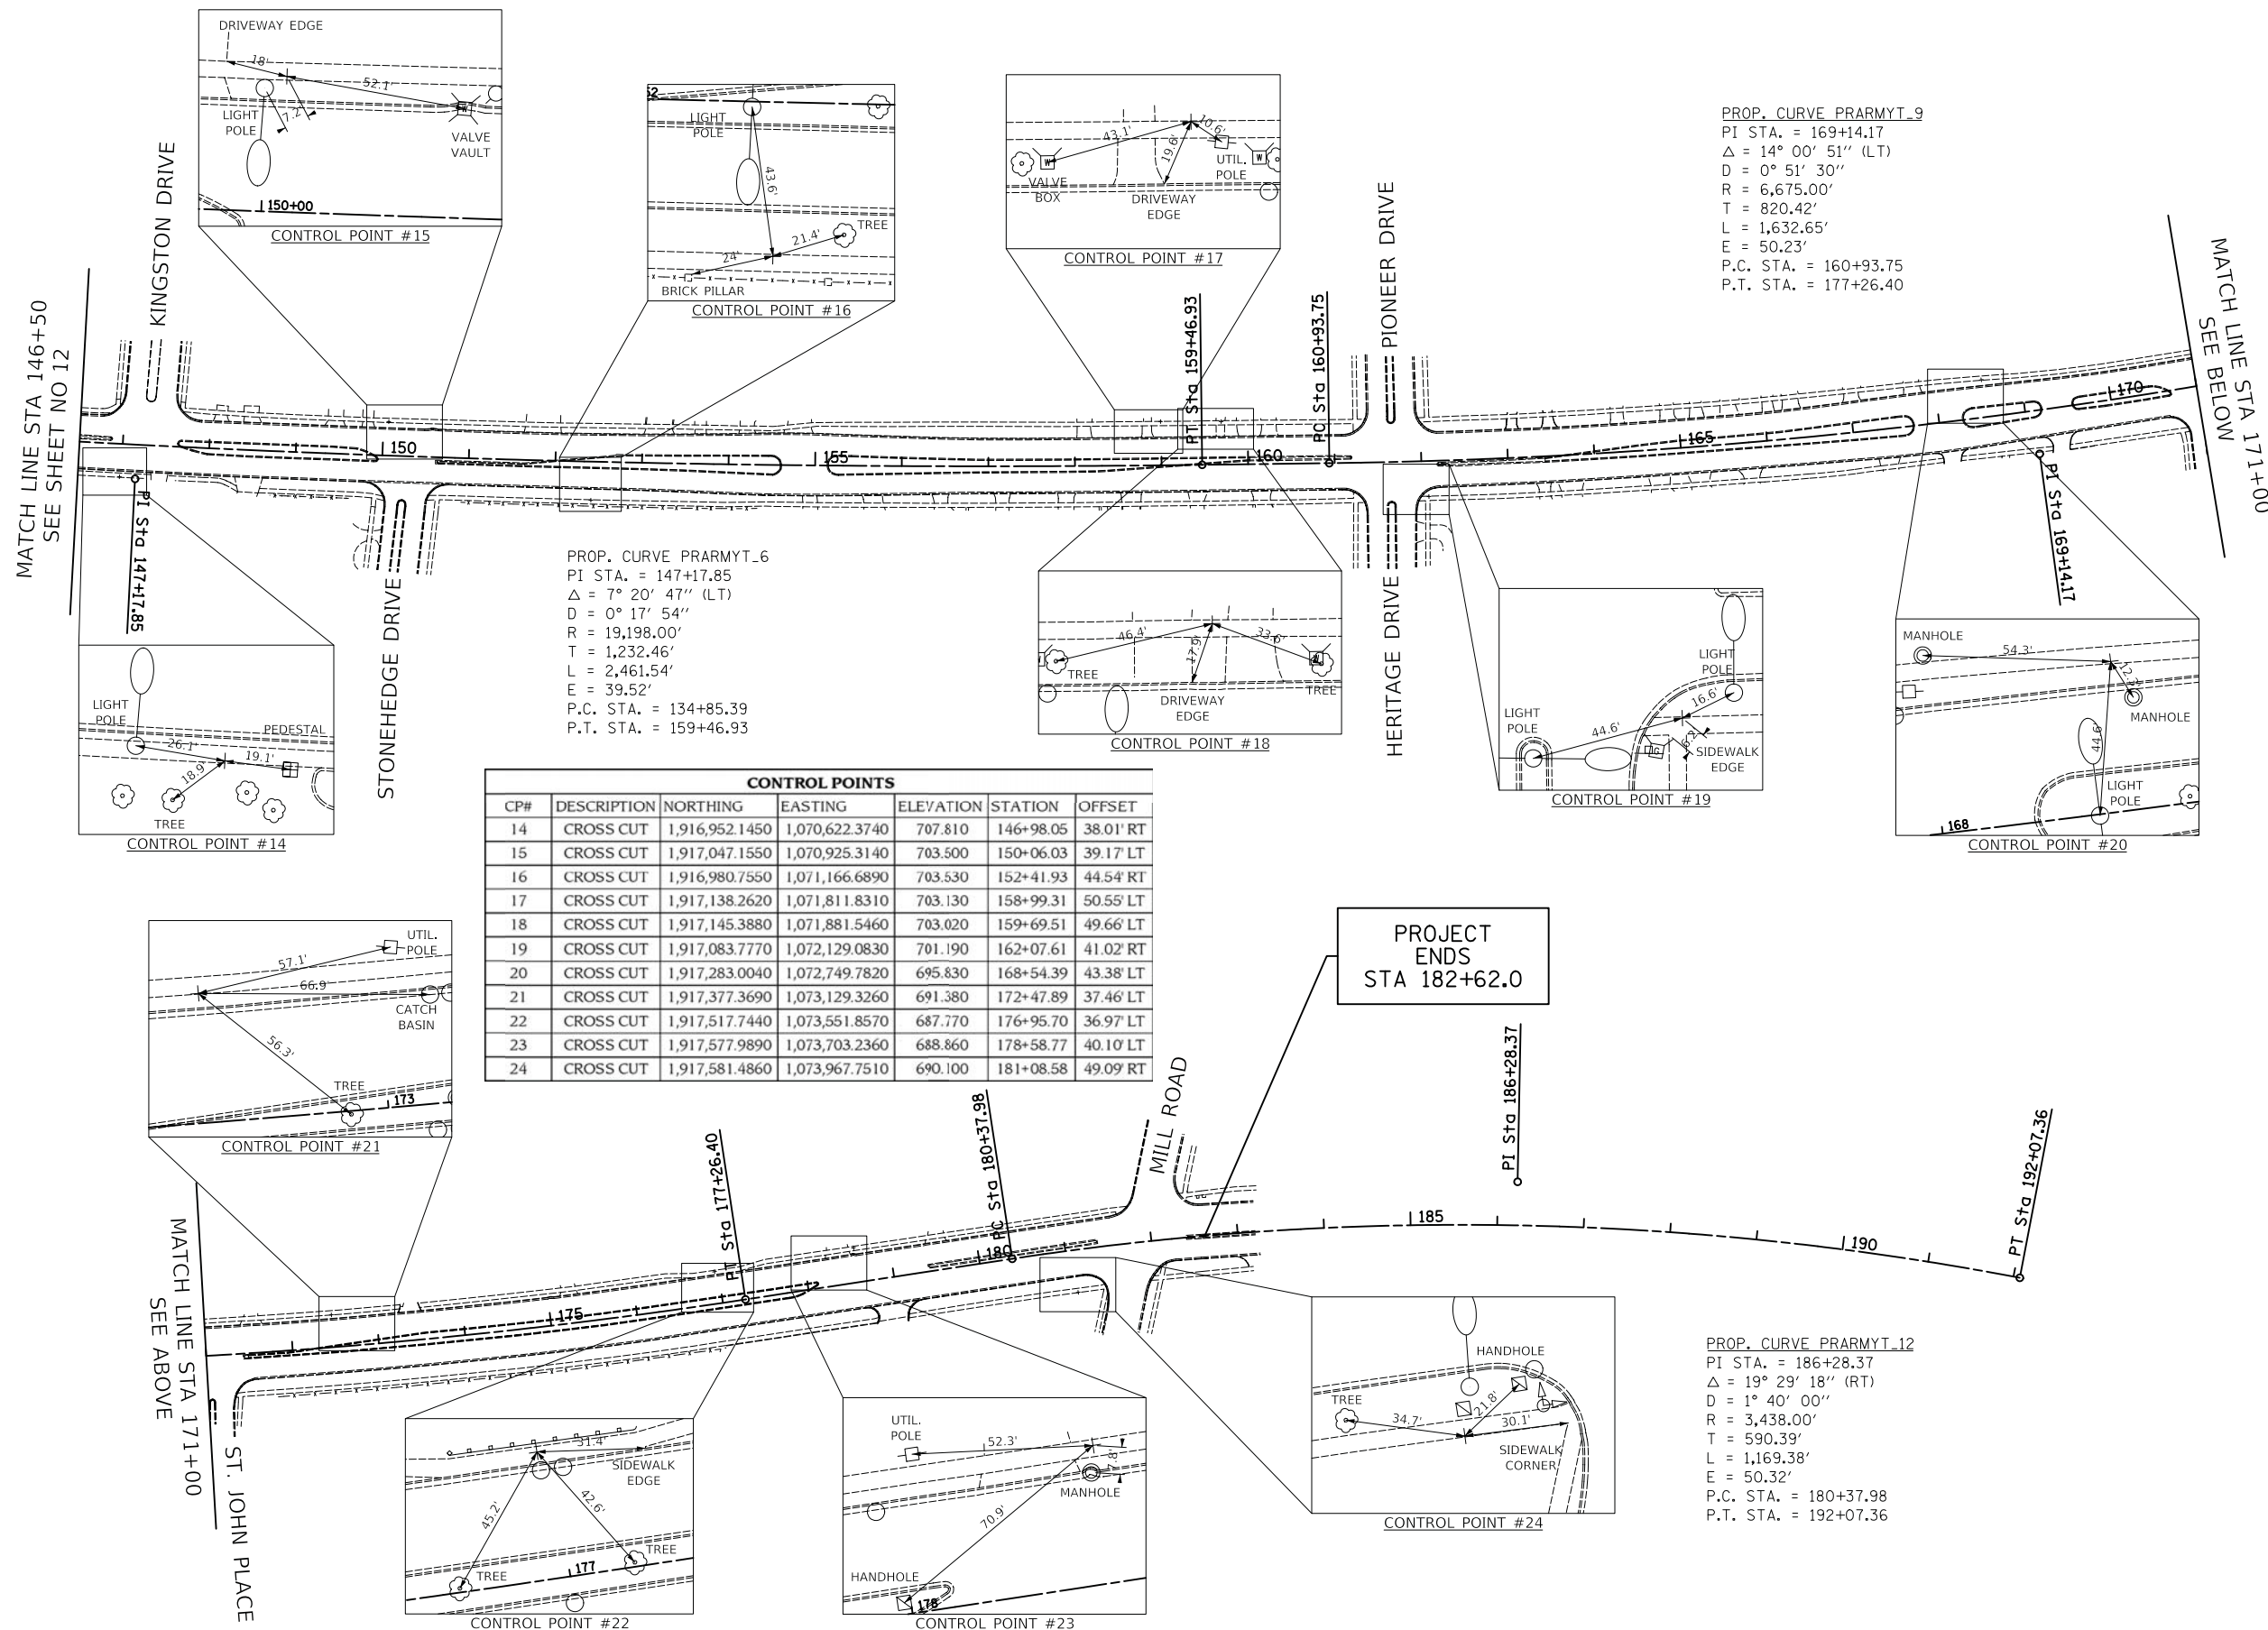 DRIVEWAY EDGE
18'
52.1'
LIGHT
POLE
7.2'
VALVE
VAULT
150+00
CONTROL POINT #15
LIGHT
POLE
43.6'
TREE
21.4'
24'
BRICK PILLAR
CONTROL POINT #16
43.1'
10.6'
19.6'
VALVE
BOX
UTIL.
POLE
DRIVEWAY
EDGE
CONTROL POINT #17
PROP. CURVE PRARMYT_9
PI STA. = 169+14.17
Δ = 14° 00' 51'' (LT)
D = 0° 51' 30''
R = 6,675.00'
T = 820.42'
L = 1,632.65'
E = 50.23'
P.C. STA. = 160+93.75
P.T. STA. = 177+26.40
MATCH LINE STA 146+50
SEE SHEET NO 12
KINGSTON DRIVE
PIONEER DRIVE
MATCH LINE STA 171+00
SEE BELOW
PT Sta 159+46.93
PC Sta 160+93.75
150
155
160
165
170
PI Sta 147+17.85
PI Sta 169+14.17
STONEHEDGE DRIVE
HERITAGE DRIVE
PROP. CURVE PRARMYT_6
PI STA. = 147+17.85
Δ = 7° 20' 47'' (LT)
D = 0° 17' 54''
R = 19,198.00'
T = 1,232.46'
L = 2,461.54'
E = 39.52'
P.C. STA. = 134+85.39
P.T. STA. = 159+46.93
LIGHT
POLE
PEDESTAL
26.1'
19.1'
18.9'
TREE
CONTROL POINT #14
46.4'
33.6'
17.9'
TREE
TREE
DRIVEWAY
EDGE
CONTROL POINT #18
LIGHT
POLE
16.6'
LIGHT
POLE
44.6'
6.2'
SIDEWALK
EDGE
CONTROL POINT #19
MANHOLE
54.3'
12.3'
MANHOLE
44.6'
LIGHT
POLE
168
CONTROL POINT #20
CONTROL POINTS
CP# DESCRIPTION NORTHING EASTING ELEVATION STATION OFFSET
14 CROSS CUT 1,916,952.1450 1,070,622.3740 707.810 146+98.05 38.01' RT
15 CROSS CUT 1,917,047.1550 1,070,925.3140 703.500 150+06.03 39.17' LT
16 CROSS CUT 1,916,980.7550 1,071,166.6890 703.530 152+41.93 44.54' RT
17 CROSS CUT 1,917,138.2620 1,071,811.8310 703.130 158+99.31 50.55' LT
18 CROSS CUT 1,917,145.3880 1,071,881.5460 703.020 159+69.51 49.66' LT
19 CROSS CUT 1,917,083.7770 1,072,129.0830 701.190 162+07.61 41.02' RT
20 CROSS CUT 1,917,283.0040 1,072,749.7820 695.830 168+54.39 43.38' LT
21 CROSS CUT 1,917,377.3690 1,073,129.3260 691.380 172+47.89 37.46' LT
22 CROSS CUT 1,917,517.7440 1,073,551.8570 687.770 176+95.70 36.97' LT
23 CROSS CUT 1,917,577.9890 1,073,703.2360 688.860 178+58.77 40.10' LT
24 CROSS CUT 1,917,581.4860 1,073,967.7510 690.100 181+08.58 49.09' RT
PROJECT
ENDS
STA 182+62.0
UTIL.
POLE
57.1'
66.9'
CATCH
BASIN
56.3'
TREE
173
CONTROL POINT #21
MATCH LINE STA 171+00
SEE ABOVE
ST. JOHN PLACE
PT Sta 177+26.40
PC Sta 180+37.98
MILL ROAD
PI Sta 186+28.37
PT Sta 192+07.36
175
180
185
190
31.4'
SIDEWALK
EDGE
45.2'
42.6'
TREE
TREE
177
CONTROL POINT #22
UTIL.
POLE
52.3'
7.8'
MANHOLE
70.9'
HANDHOLE
178
CONTROL POINT #23
HANDHOLE
TREE
34.7'
21.8'
30.1'
SIDEWALK
CORNER
CONTROL POINT #24
PROP. CURVE PRARMYT_12
PI STA. = 186+28.37
Δ = 19° 29' 18'' (RT)
D = 1° 40' 00''
R = 3,438.00'
T = 590.39'
L = 1,169.38'
E = 50.32'
P.C. STA. = 180+37.98
P.T. STA. = 192+07.36